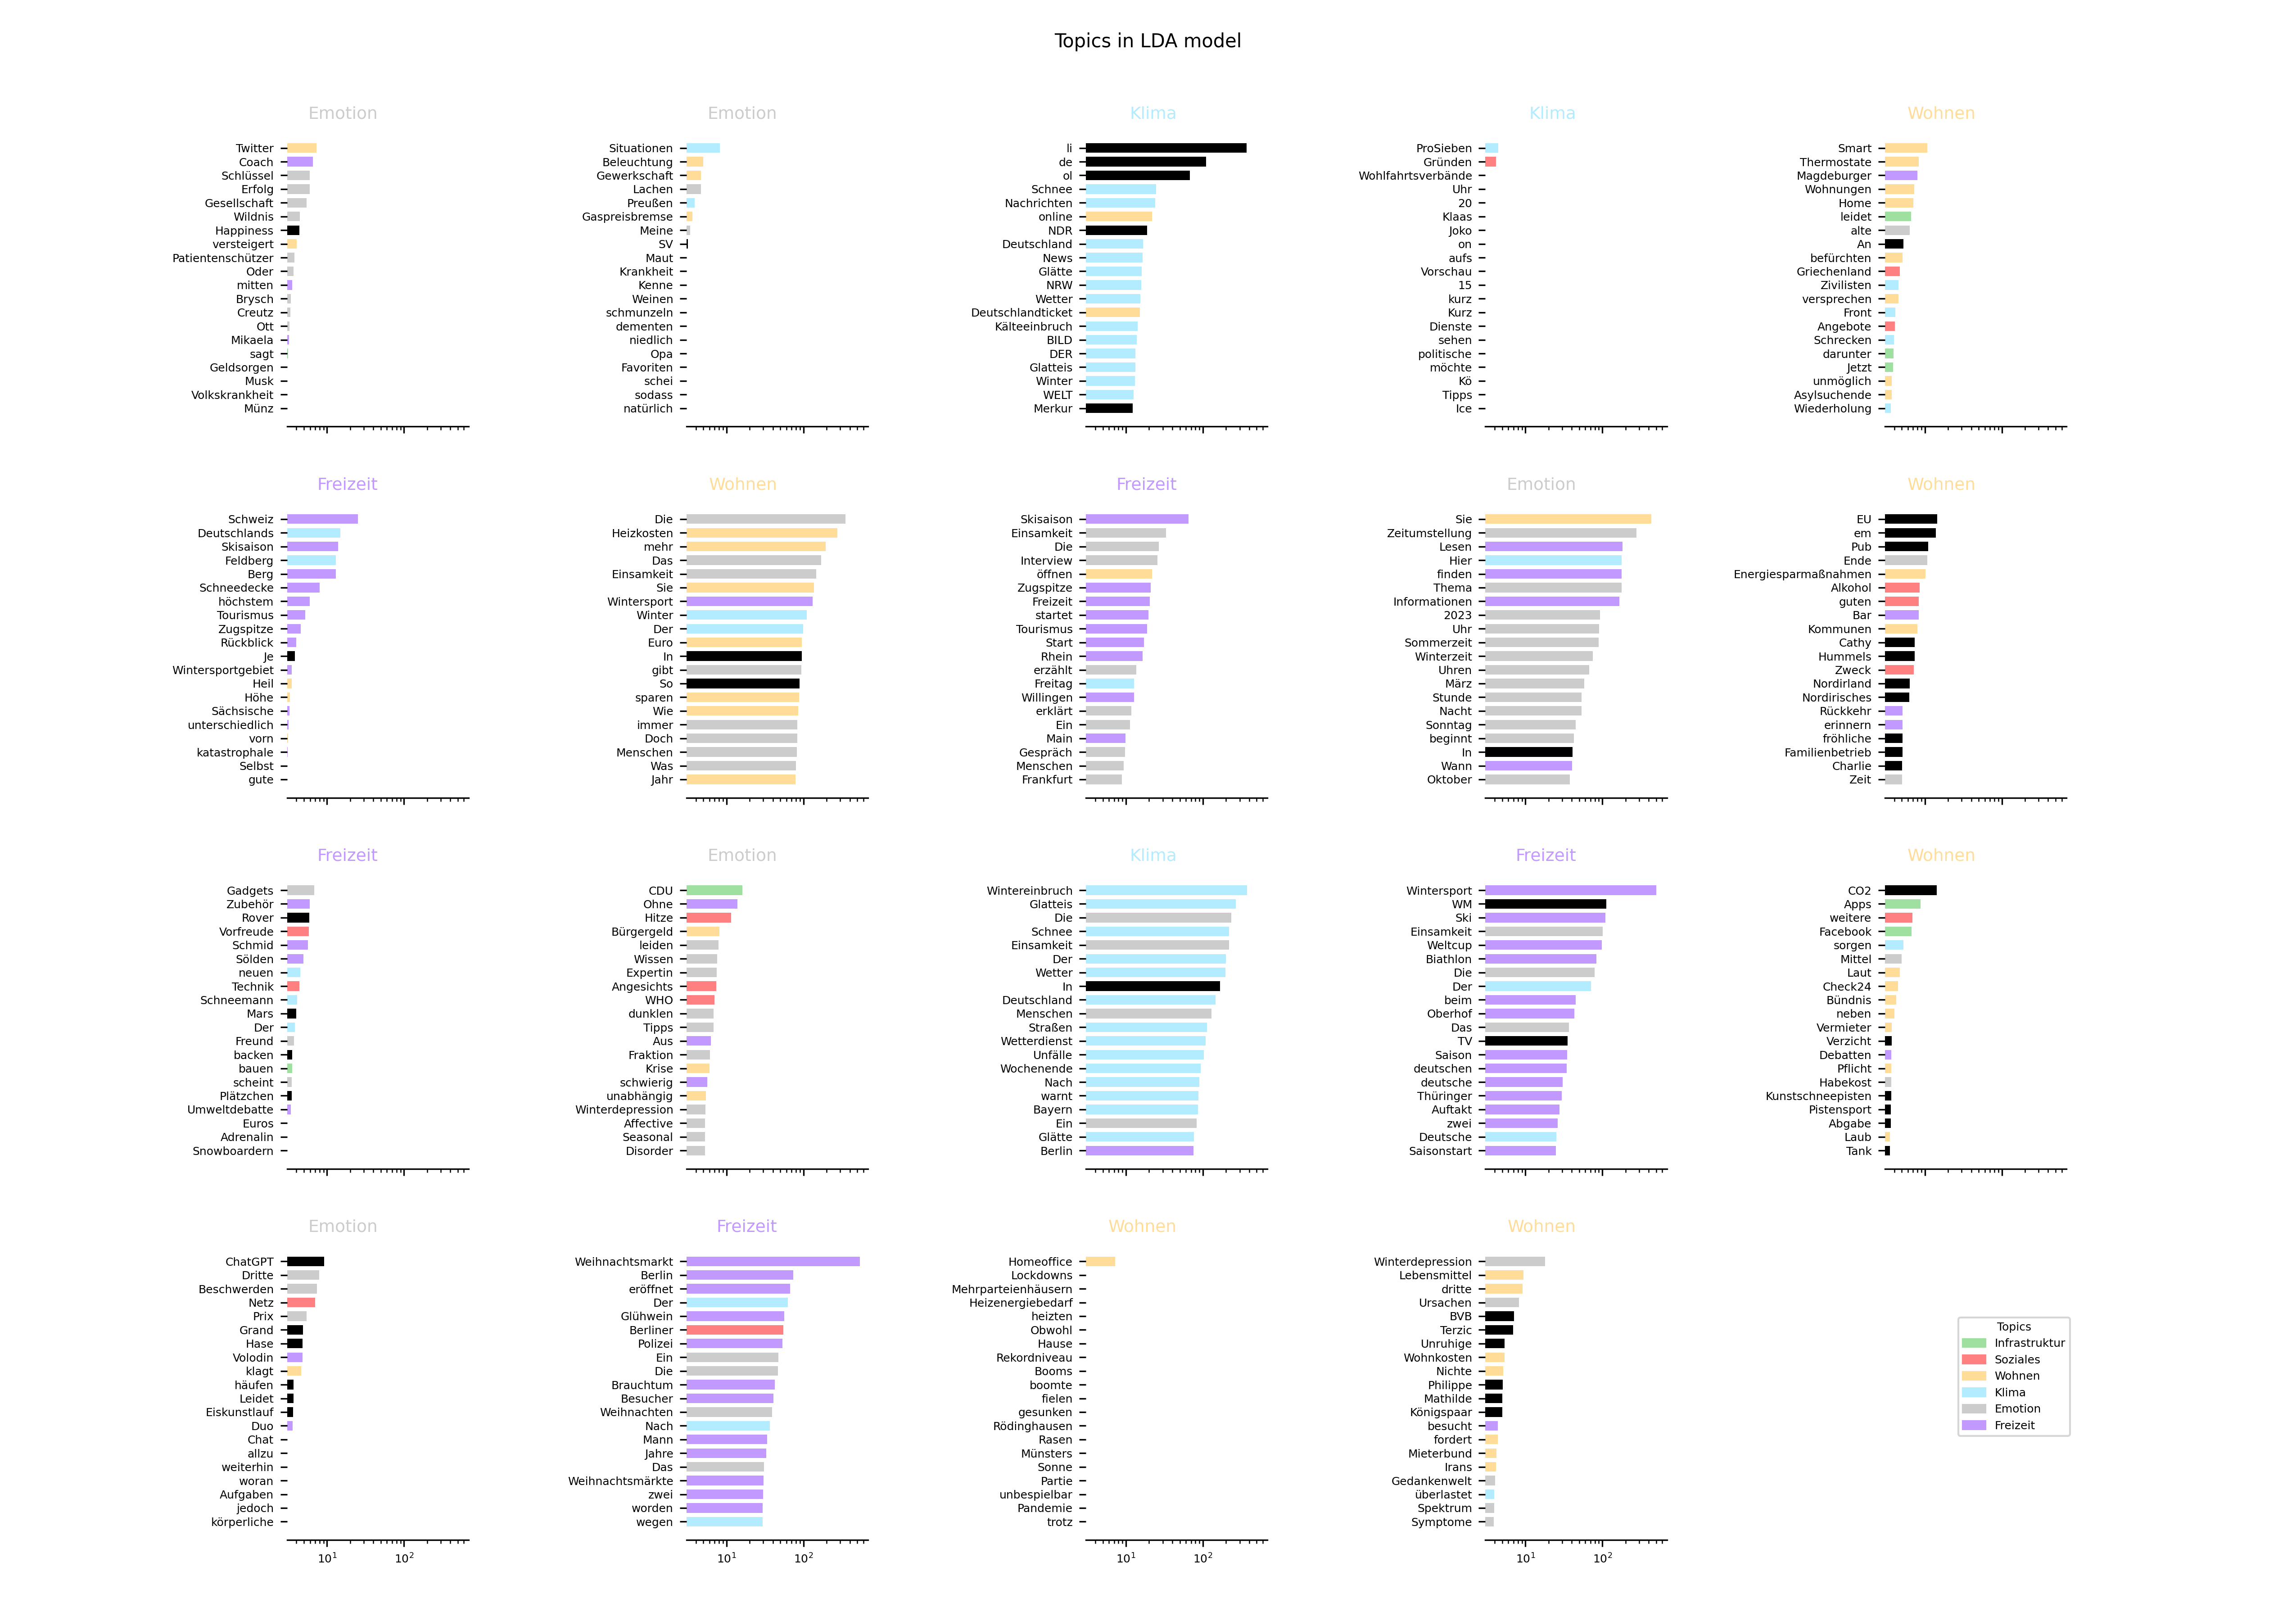 Topics in LDA model
Emotion
Twitter
Coach
Schlüssel
Erfolg
Gesellschaft
Wildnis
Happiness
versteigert
Patientenschützer
Oder
mitten
Brysch
Creutz
Ott
Mikaela
sagt
Geldsorgen
Musk
Volkskrankheit
Münz
Emotion
Situationen
Beleuchtung
Gewerkschaft
Lachen
Preußen
Gaspreisbremse
Meine
SV
Maut
Krankheit
Kenne
Weinen
schmunzeln
dementen
niedlich
Opa
Favoriten
schei
sodass
natürlich
Klima
li
de
ol
Schnee
Nachrichten
online
NDR
Deutschland
News
Glätte
NRW
Wetter
Deutschlandticket
Kälteeinbruch
BILD
DER
Glatteis
Winter
WELT
Merkur
Klima
ProSieben
Gründen
Wohlfahrtsverbände
Uhr
20
Klaas
Joko
on
aufs
Vorschau
15
kurz
Kurz
Dienste
sehen
politische
möchte
Kö
Tipps
Ice
Wohnen
Smart
Thermostate
Magdeburger
Wohnungen
Home
leidet
alte
An
befürchten
Griechenland
Zivilisten
versprechen
Front
Angebote
Schrecken
darunter
Jetzt
unmöglich
Asylsuchende
Wiederholung
Freizeit
Schweiz
Deutschlands
Skisaison
Feldberg
Berg
Schneedecke
höchstem
Tourismus
Zugspitze
Rückblick
Je
Wintersportgebiet
Heil
Höhe
Sächsische
unterschiedlich
vorn
katastrophale
Selbst
gute
Wohnen
Die
Heizkosten
mehr
Das
Einsamkeit
Sie
Wintersport
Winter
Der
Euro
In
gibt
So
sparen
Wie
immer
Doch
Menschen
Was
Jahr
Freizeit
Skisaison
Einsamkeit
Die
Interview
öffnen
Zugspitze
Freizeit
startet
Tourismus
Start
Rhein
erzählt
Freitag
Willingen
erklärt
Ein
Main
Gespräch
Menschen
Frankfurt
Emotion
Sie
Zeitumstellung
Lesen
Hier
finden
Thema
Informationen
2023
Uhr
Sommerzeit
Winterzeit
Uhren
März
Stunde
Nacht
Sonntag
beginnt
In
Wann
Oktober
Wohnen
EU
em
Pub
Ende
Energiesparmaßnahmen
Alkohol
guten
Bar
Kommunen
Cathy
Hummels
Zweck
Nordirland
Nordirisches
Rückkehr
erinnern
fröhliche
Familienbetrieb
Charlie
Zeit
Freizeit
Gadgets
Zubehör
Rover
Vorfreude
Schmid
Sölden
neuen
Technik
Schneemann
Mars
Der
Freund
backen
bauen
scheint
Plätzchen
Umweltdebatte
Euros
Adrenalin
Snowboardern
Emotion
CDU
Ohne
Hitze
Bürgergeld
leiden
Wissen
Expertin
Angesichts
WHO
dunklen
Tipps
Aus
Fraktion
Krise
schwierig
unabhängig
Winterdepression
Affective
Seasonal
Disorder
Klima
Wintereinbruch
Glatteis
Die
Schnee
Einsamkeit
Der
Wetter
In
Deutschland
Menschen
Straßen
Wetterdienst
Unfälle
Wochenende
Nach
warnt
Bayern
Ein
Glätte
Berlin
Freizeit
Wintersport
WM
Ski
Einsamkeit
Weltcup
Biathlon
Die
Der
beim
Oberhof
Das
TV
Saison
deutschen
deutsche
Thüringer
Auftakt
zwei
Deutsche
Saisonstart
Wohnen
CO2
Apps
weitere
Facebook
sorgen
Mittel
Laut
Check24
Bündnis
neben
Vermieter
Verzicht
Debatten
Pflicht
Habekost
Kunstschneepisten
Pistensport
Abgabe
Laub
Tank
Emotion
ChatGPT
Dritte
Beschwerden
Netz
Prix
Grand
Hase
Volodin
klagt
häufen
Leidet
Eiskunstlauf
Duo
Chat
allzu
weiterhin
woran
Aufgaben
jedoch
körperliche
10¹ 10²
Freizeit
Weihnachtsmarkt
Berlin
eröffnet
Der
Glühwein
Berliner
Polizei
Ein
Die
Brauchtum
Besucher
Weihnachten
Nach
Mann
Jahre
Das
Weihnachtsmärkte
zwei
worden
wegen
10¹ 10²
Wohnen
Homeoffice
Lockdowns
Mehrparteienhäusern
Heizenergiebedarf
heizten
Obwohl
Hause
Rekordniveau
Booms
boomte
fielen
gesunken
Rödinghausen
Rasen
Münsters
Sonne
Partie
unbespielbar
Pandemie
trotz
10¹ 10²
Wohnen
Winterdepression
Lebensmittel
dritte
Ursachen
BVB
Terzic
Unruhige
Wohnkosten
Nichte
Philippe
Mathilde
Königspaar
besucht
fordert
Mieterbund
Irans
Gedankenwelt
überlastet
Spektrum
Symptome
10¹ 10²
Topics
Infrastruktur
Soziales
Wohnen
Klima
Emotion
Freizeit